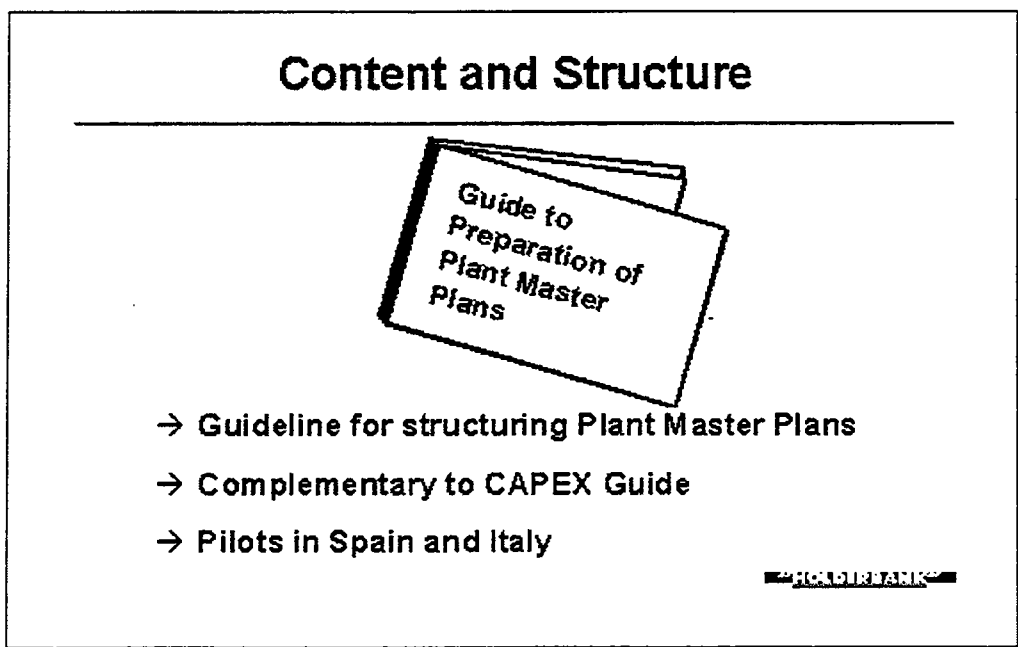 Content and Structure
Guide to
Preparation of
Plant Master
Plans
→ Guideline for structuring Plant Master Plans
→ Complementary to CAPEX Guide
→ Pilots in Spain and Italy
"HOLDERBANK"